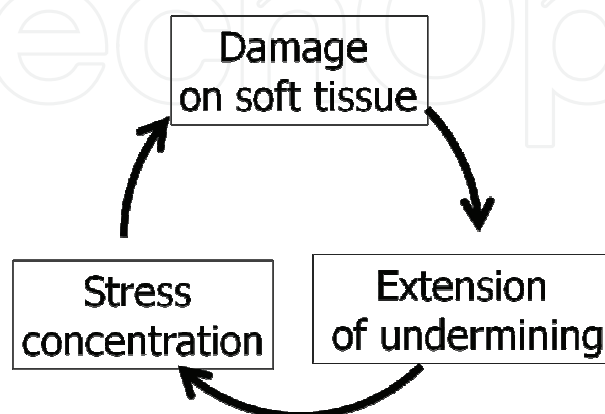 Damage
on soft tissue
Stress
concentration
Extension
of undermining